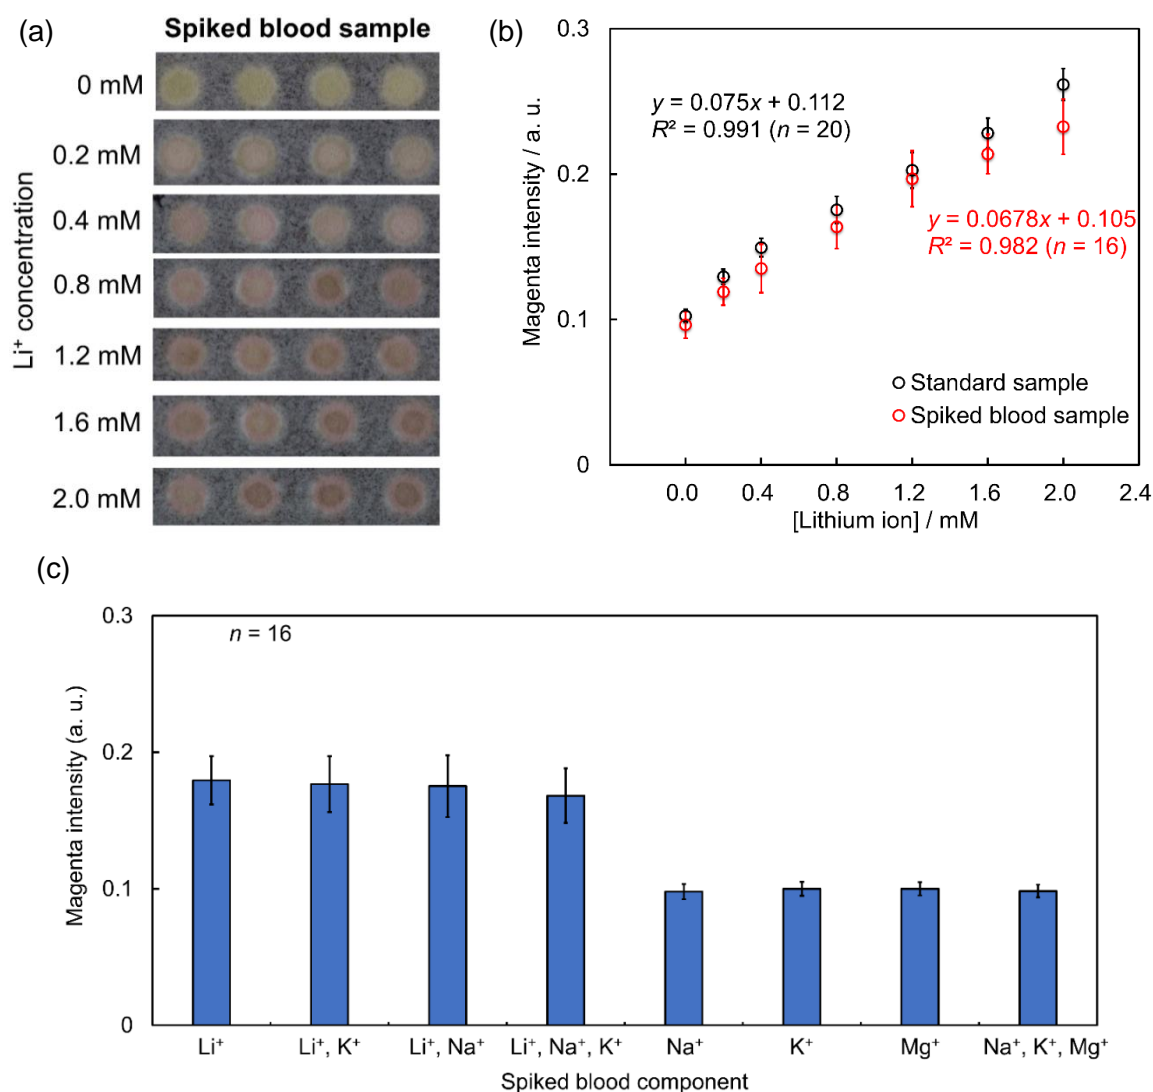 (a)
Spiked blood sample
Li⁺ concentration
0 mM
0.2 mM
0.4 mM
0.8 mM
1.2 mM
1.6 mM
2.0 mM
(b)
Magenta intensity / a. u.
0.3
0.2
0.1
0
y = 0.075x + 0.112
R² = 0.991 (n = 20)
y = 0.0678x + 0.105
R² = 0.982 (n = 16)
Standard sample
Spiked blood sample
0.0 0.4 0.8 1.2 1.6 2.0 2.4
[Lithium ion] / mM
(c)
Magenta intensity (a. u.)
0.3
0.2
0.1
0
n = 16
Li⁺ Li⁺, K⁺ Li⁺, Na⁺ Li⁺, Na⁺, K⁺ Na⁺ K⁺ Mg⁺ Na⁺, K⁺, Mg⁺
Spiked blood component